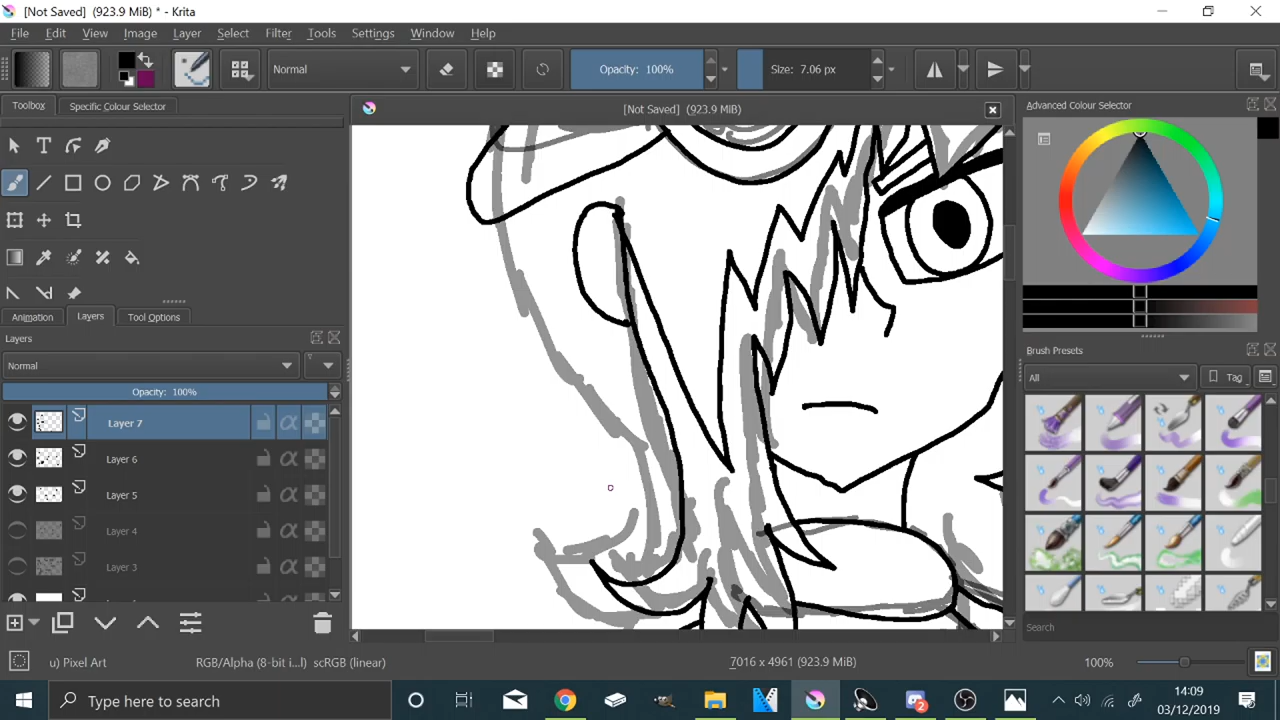 [Not Saved] (923.9 MiB) * - Krita
File Edit View Image Layer Select Filter Tools Settings Window Help
Normal Opacity: 100% Size: 7.06 px
Toolbox Specific Colour Selector
[Not Saved] (923.9 MiB)
Advanced Colour Selector
T
Animation Layers Tool Options
Layers
Normal
Opacity: 100%
Layer 7
Layer 6
Layer 5
Layer 4
Layer 3
Brush Presets
All Tag
Search
u) Pixel Art RGB/Alpha (8-bit i...l) scRGB (linear) 7016 x 4961 (923.9 MiB) 100%
Type here to search
2
14:09
03/12/2019